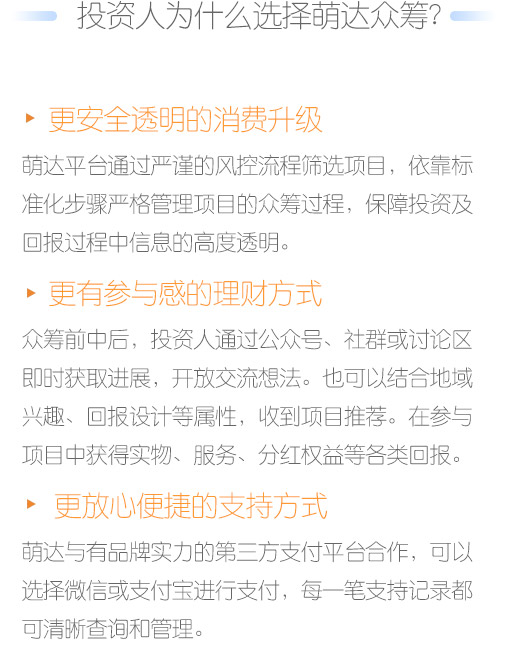 投资人为什么选择萌达众筹？
更安全透明的消费升级
萌达平台通过严谨的风控流程筛选项目，依靠标
准化步骤严格管理项目的众筹过程，保障投资及
回报过程中信息的高度透明。
更有参与感的理财方式
众筹前中后，投资人通过公众号、社群或讨论区
即时获取进展，开放交流想法。也可以结合地域
兴趣、回报设计等属性，收到项目推荐。在参与
项目中获得实物、服务、分红权益等各类回报。
更放心便捷的支持方式
萌达与有品牌实力的第三方支付平台合作，可以
选择微信或支付宝进行支付，每一笔支持记录都
可清晰查询和管理。